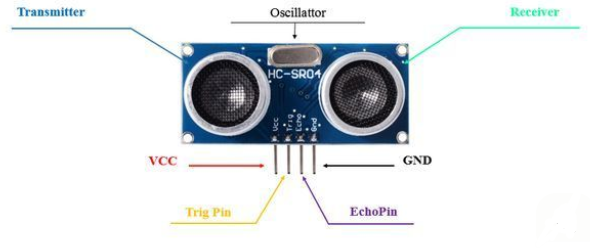 Transmitter
Oscillattor
Receiver
HC-SR04
Vcc
Trig
Echo
Gnd
VCC
GND
Trig Pin
EchoPin